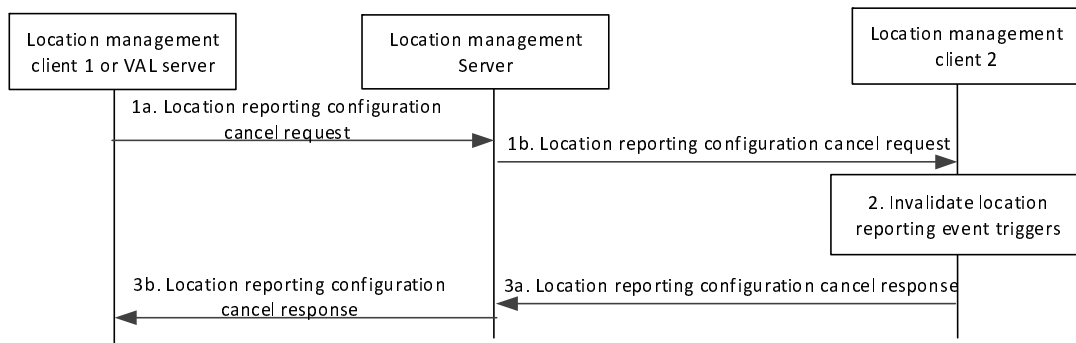 Location management
client 1 or VAL server
Location management
Server
Location management
client 2
1a. Location reporting configuration
cancel request
1b. Location reporting configuration cancel request
2. Invalidate location
reporting event triggers
3b. Location reporting configuration
cancel response
3a. Location reporting configuration cancel response